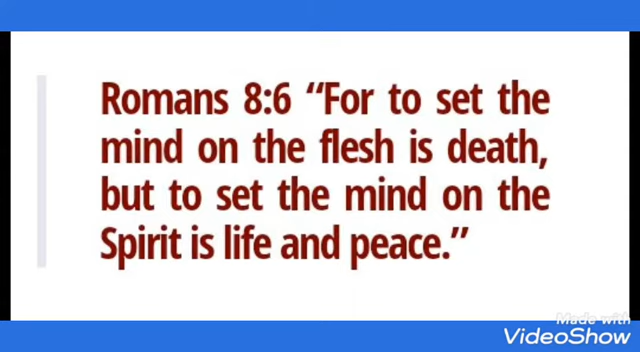 Romans 8:6 “For to set the
mind on the flesh is death,
but to set the mind on the
Spirit is life and peace.”
Made with
VideoShow